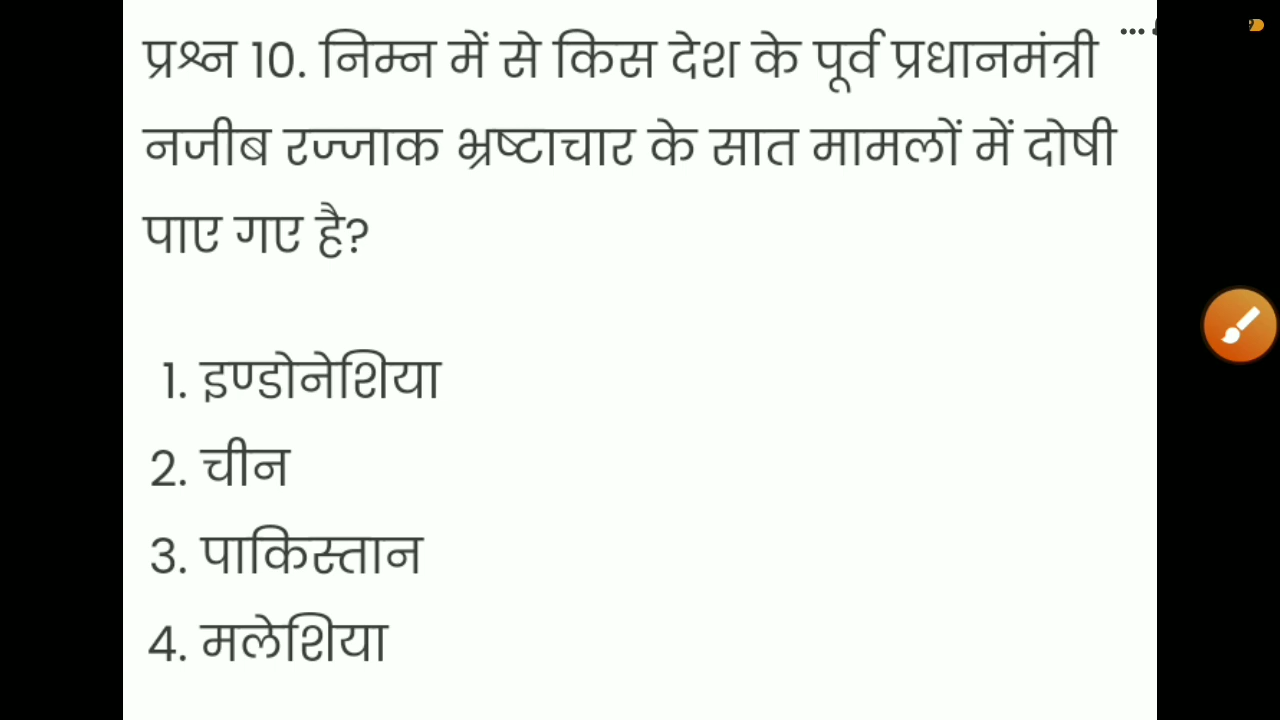 प्रश्न 10. निम्न में से किस देश के पूर्व प्रधानमंत्री
नजीब रज्जाक भ्रष्टाचार के सात मामलों में दोषी
पाए गए है?
1. इण्डोनेशिया
2. चीन
3. पाकिस्तान
4. मलेशिया